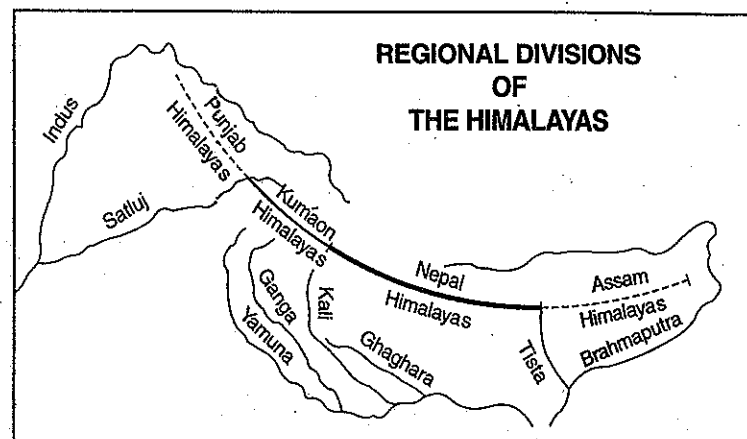 REGIONAL DIVISIONS
OF
THE HIMALAYAS
Indus
Punjab
Himalayas
Satluj
Kumaon
Himalayas
Nepal
Himalayas
Assam
Himalayas
Brahmaputra
Ganga
Yamuna
Kali
Ghaghara
Tista